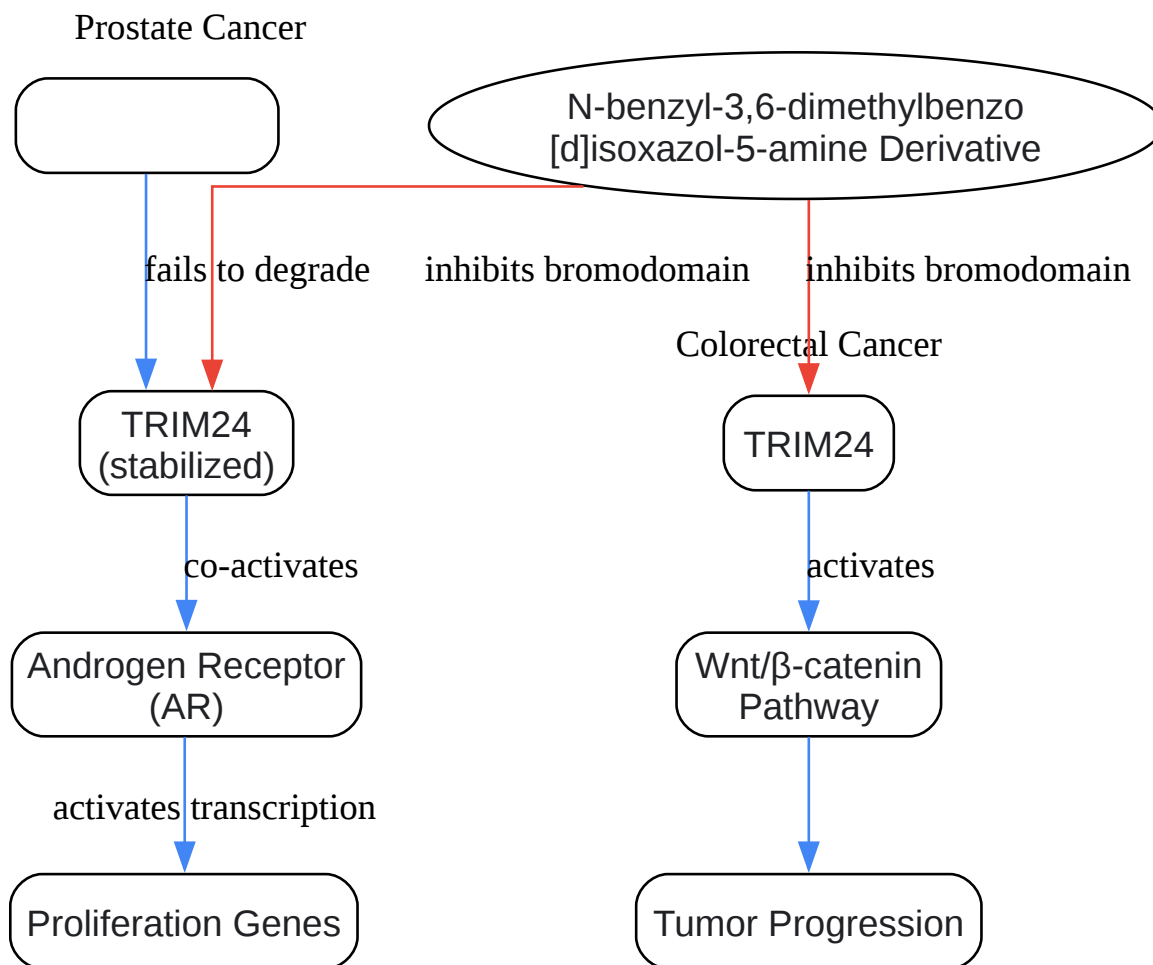 Prostate Cancer
N-benzyl-3,6-dimethylbenzo
[d]isoxazol-5-amine Derivative
fails to degrade
inhibits bromodomain
inhibits bromodomain
Colorectal Cancer
TRIM24
(stabilized)
TRIM24
co-activates
activates
Androgen Receptor
(AR)
Wnt/β-catenin
Pathway
activates transcription
Proliferation Genes
Tumor Progression